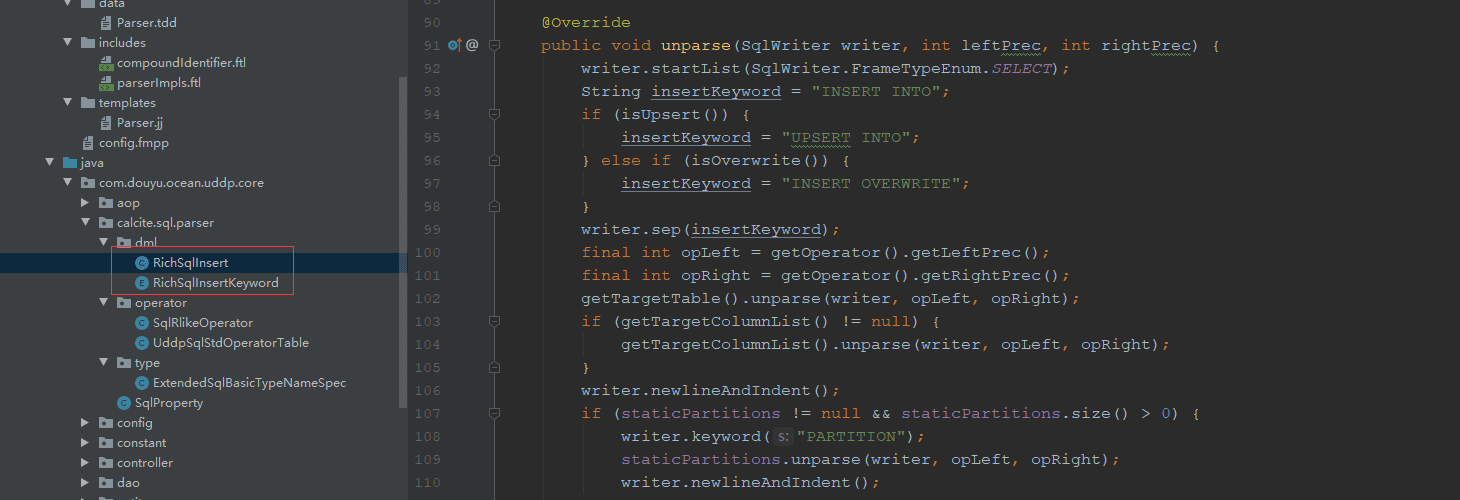 data
Parser.tdd
includes
compoundIdentifier.ftl
parserImpls.ftl
templates
Parser.jj
config.fmpp
java
com.douyu.ocean.uddp.core
aop
calcite.sql.parser
dml
RichSqlInsert
RichSqlInsertKeyword
operator
SqlRlikeOperator
UddpSqlStdOperatorTable
type
ExtendedSqlBasicTypeNameSpec
SqlProperty
config
constant
controller
dao
90 @Override
91 public void unparse(SqlWriter writer, int leftPrec, int rightPrec) {
92 writer.startList(SqlWriter.FrameTypeEnum.SELECT);
93 String insertKeyword = "INSERT INTO";
94 if (isUpsert()) {
95 insertKeyword = "UPSERT INTO";
96 } else if (isOverwrite()) {
97 insertKeyword = "INSERT OVERWRITE";
98 }
99 writer.sep(insertKeyword);
100 final int opLeft = getOperator().getLeftPrec();
101 final int opRight = getOperator().getRightPrec();
102 getTargetTable().unparse(writer, opLeft, opRight);
103 if (getTargetColumnList() != null) {
104 getTargetColumnList().unparse(writer, opLeft, opRight);
105 }
106 writer.newlineAndIndent();
107 if (staticPartitions != null && staticPartitions.size() > 0) {
108 writer.keyword( s: "PARTITION");
109 staticPartitions.unparse(writer, opLeft, opRight);
110 writer.newlineAndIndent();